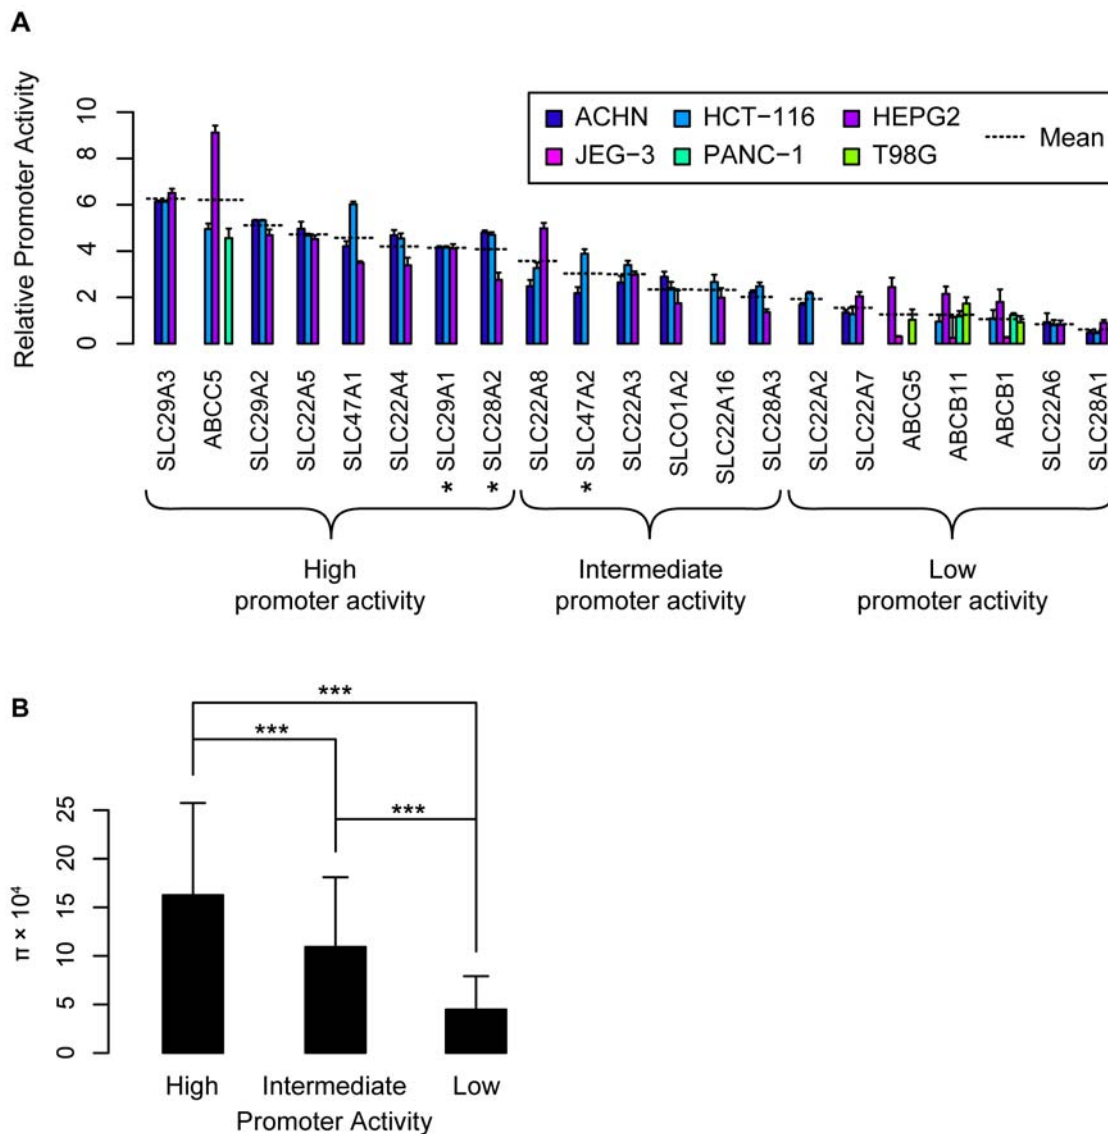 A
Relative Promoter Activity
0 2 4 6 8 10
ACHN HCT−116 HEPG2
JEG−3 PANC−1 T98G
Mean
SLC29A3
ABCC5
SLC29A2
SLC22A5
SLC47A1
SLC22A4
* SLC29A1
* SLC28A2
SLC22A8
* SLC47A2
SLC22A3
SLCO1A2
SLC22A16
SLC28A3
SLC22A2
SLC22A7
ABCG5
ABCB11
ABCB1
SLC22A6
SLC28A1
High
promoter activity
Intermediate
promoter activity
Low
promoter activity
B
***
***
***
π × 10⁴
0 5 10 15 20 25
High Intermediate Low
Promoter Activity